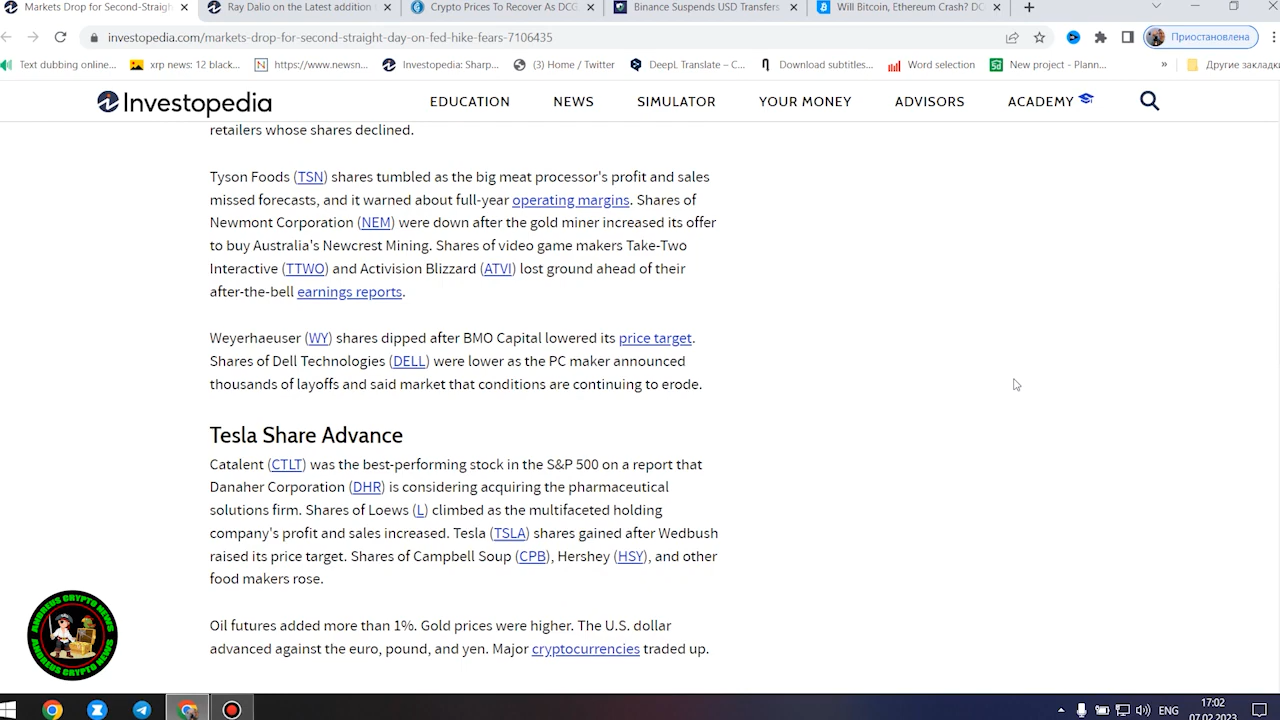 Markets Drop for Second-Straigh
Ray Dalio on the Latest addition t
Crypto Prices To Recover As DCG
Binance Suspends USD Transfers
Will Bitcoin, Ethereum Crash? DC
investopedia.com/markets-drop-for-second-straight-day-on-fed-hike-fears-7106435
Приостановлена
Text dubbing online...
xrp news: 12 black...
https://www.newsn...
Investopedia: Sharp...
(3) Home / Twitter
DeepL Translate – С...
Download subtitles...
Word selection
New project - Plann...
»
Другие закладки
Investopedia
EDUCATION
NEWS
SIMULATOR
YOUR MONEY
ADVISORS
ACADEMY
retailers whose shares declined.
Tyson Foods (TSN) shares tumbled as the big meat processor's profit and sales
missed forecasts, and it warned about full-year operating margins. Shares of
Newmont Corporation (NEM) were down after the gold miner increased its offer
to buy Australia's Newcrest Mining. Shares of video game makers Take-Two
Interactive (TTWO) and Activision Blizzard (ATVI) lost ground ahead of their
after-the-bell earnings reports.
Weyerhaeuser (WY) shares dipped after BMO Capital lowered its price target.
Shares of Dell Technologies (DELL) were lower as the PC maker announced
thousands of layoffs and said market that conditions are continuing to erode.
Tesla Share Advance
Catalent (CTLT) was the best-performing stock in the S&P 500 on a report that
Danaher Corporation (DHR) is considering acquiring the pharmaceutical
solutions firm. Shares of Loews (L) climbed as the multifaceted holding
company's profit and sales increased. Tesla (TSLA) shares gained after Wedbush
raised its price target. Shares of Campbell Soup (CPB), Hershey (HSY), and other
food makers rose.
Oil futures added more than 1%. Gold prices were higher. The U.S. dollar
advanced against the euro, pound, and yen. Major cryptocurrencies traded up.
ANDREUS CRYPTO NEWS
ANDREUS CRYPTO NEWS
ENG
17:02
07.02.2023